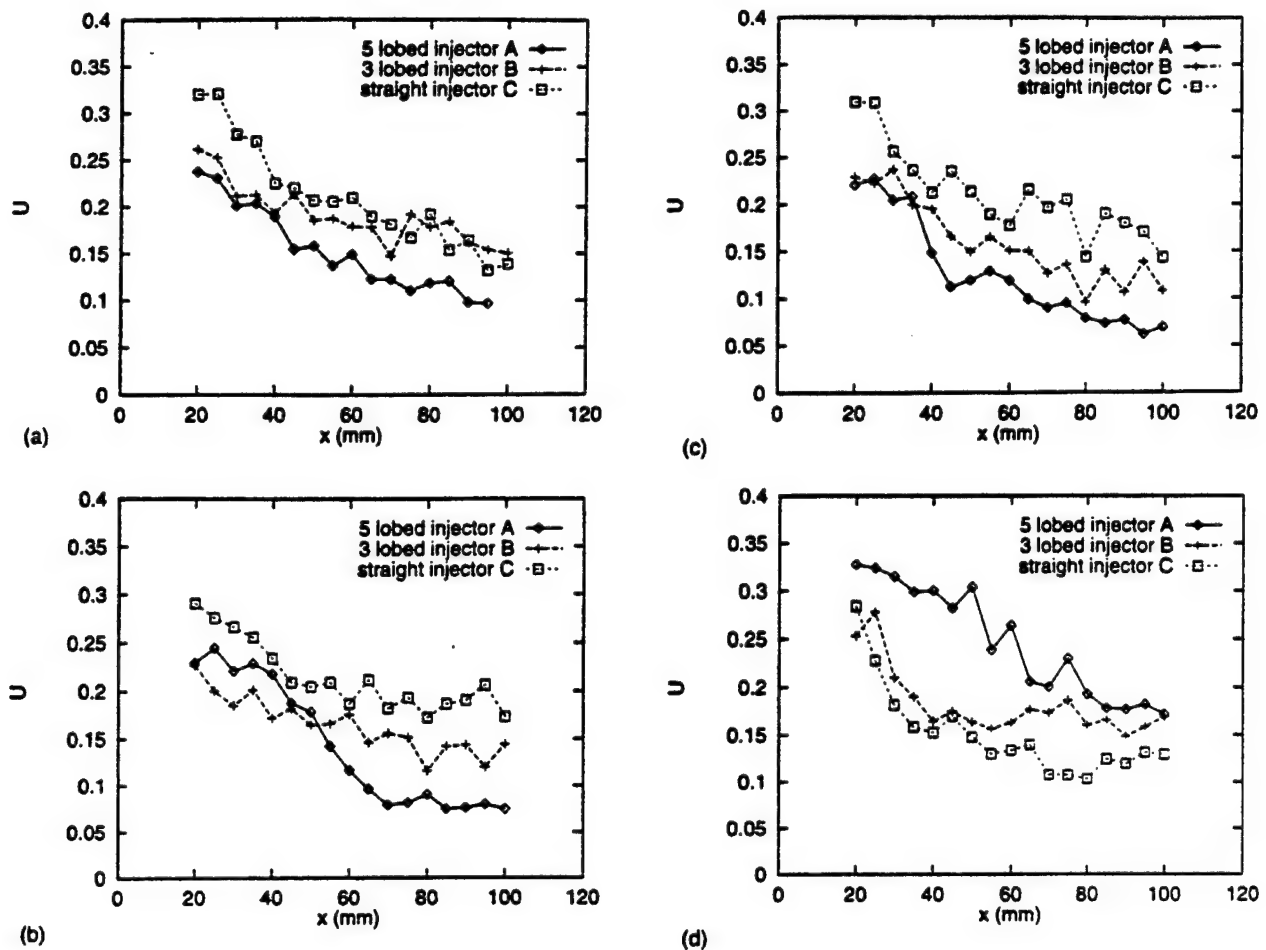 0.4
0.35
0.3
0.25
0.2
0.15
0.1
0.05
0
U
5 lobed injector A
3 lobed injector B
straight injector C
0 20 40 60 80 100 120
x (mm)
(a)
0.4
0.35
0.3
0.25
0.2
0.15
0.1
0.05
0
U
5 lobed injector A
3 lobed injector B
straight injector C
0 20 40 60 80 100 120
x (mm)
(c)
0.4
0.35
0.3
0.25
0.2
0.15
0.1
0.05
0
U
5 lobed injector A
3 lobed injector B
straight injector C
0 20 40 60 80 100 120
x (mm)
(b)
0.4
0.35
0.3
0.25
0.2
0.15
0.1
0.05
0
U
5 lobed injector A
3 lobed injector B
straight injector C
0 20 40 60 80 100 120
x (mm)
(d)